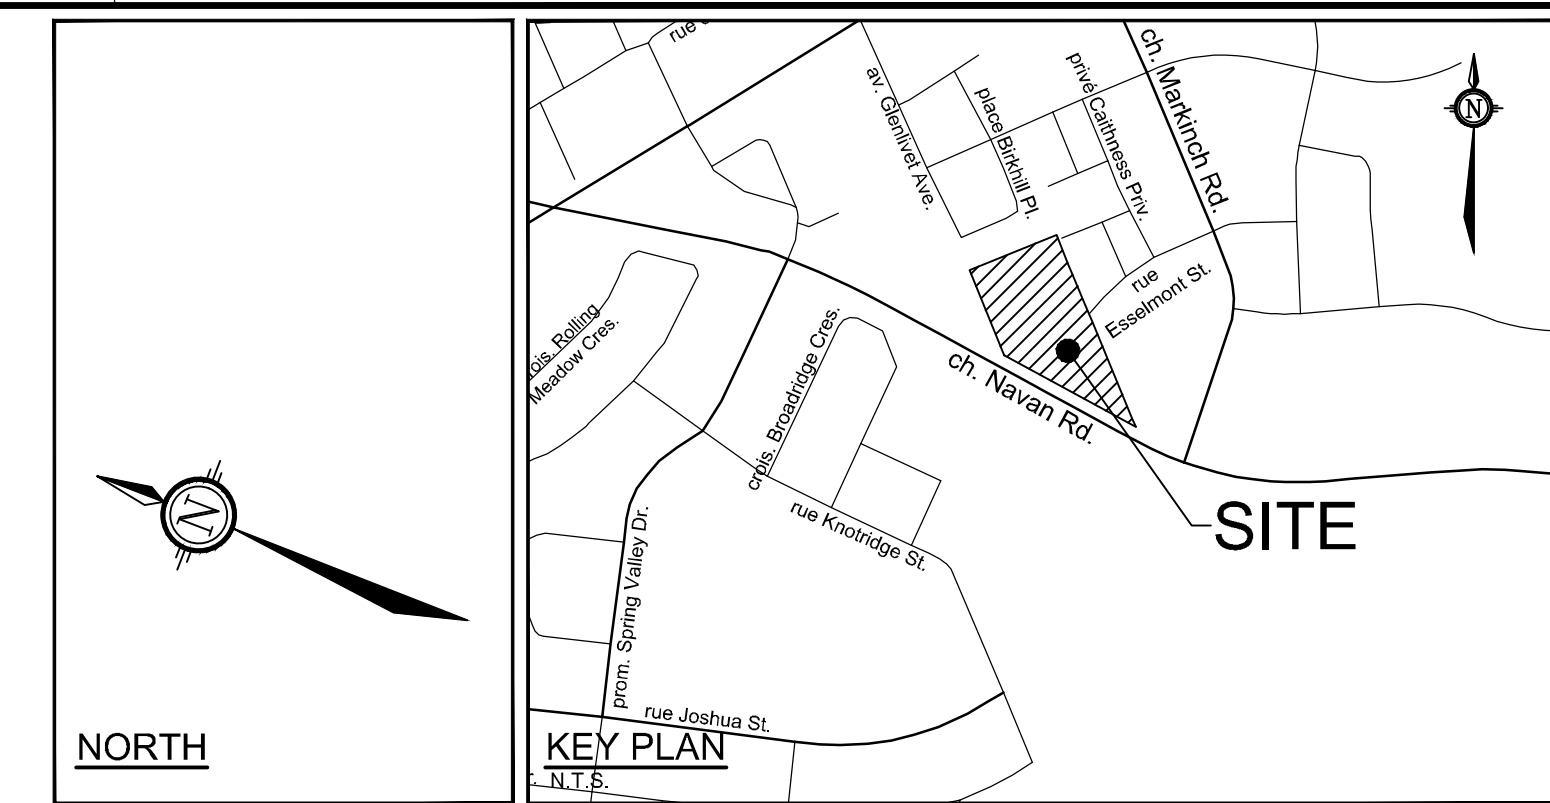 N
NORTH
rue
av. Glenlivet Ave.
place Birkhill Pl.
privé Caithness Priv.
ch. Markinch Rd.
N
rue
Esselmont St.
ois. Rolling
Meadow Cres.
crois. Broadridge Cres.
ch. Navan Rd.
SITE
rue Knotridge St.
prom. Spring Valley Dr.
rue Joshua St.
KEY PLAN
N.T.S.